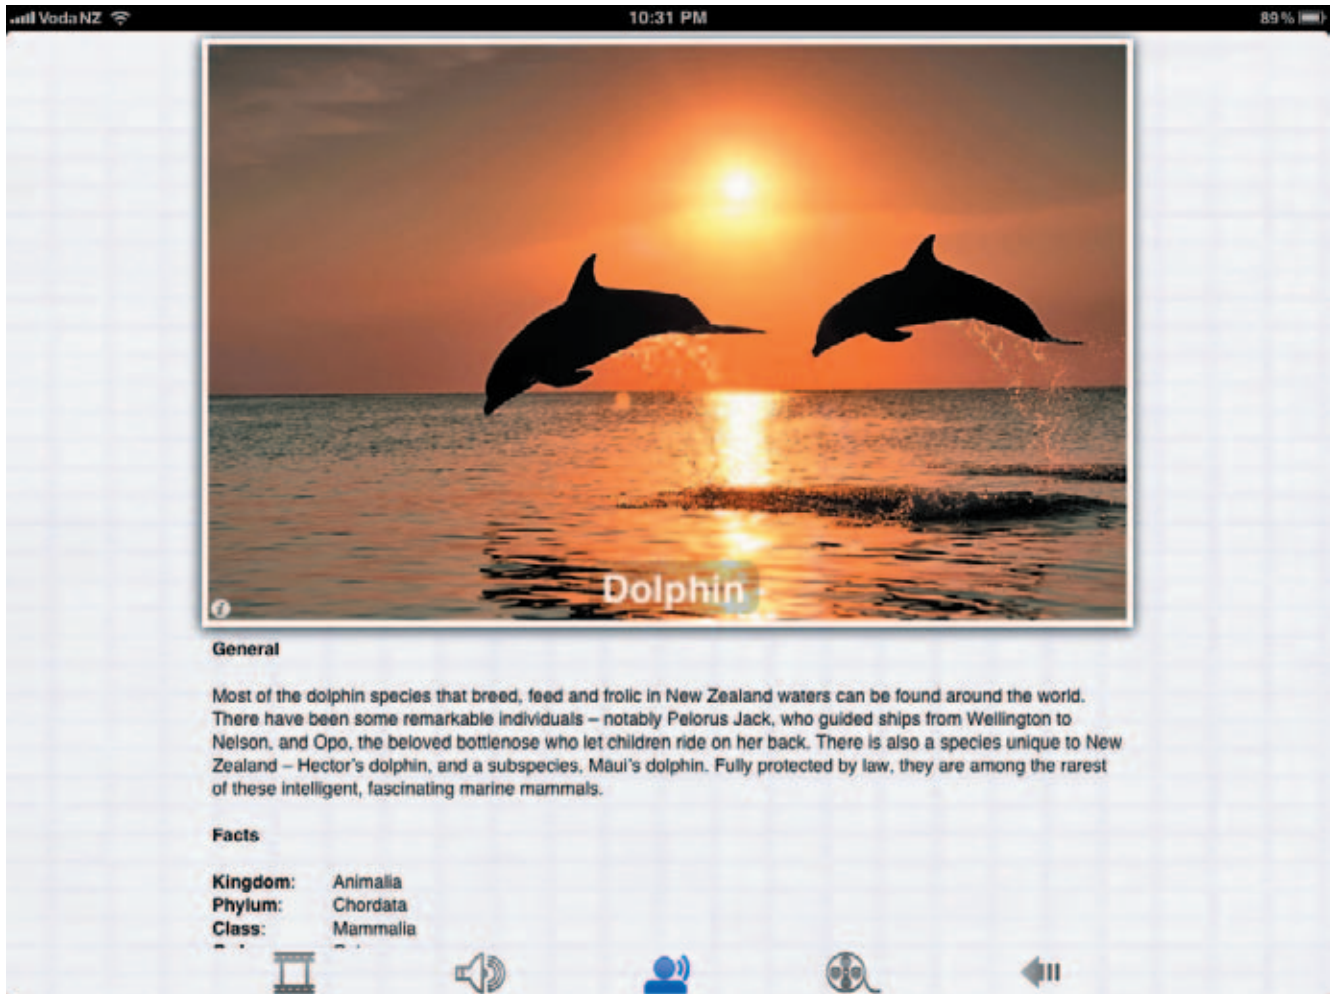 VodaNZ 10:31 PM 89%
Dolphin
General
Most of the dolphin species that breed, feed and frolic in New Zealand waters can be found around the world.
There have been some remarkable individuals – notably Pelorus Jack, who guided ships from Wellington to
Nelson, and Opo, the beloved bottlenose who let children ride on her back. There is also a species unique to New
Zealand – Hector's dolphin, and a subspecies, Māui's dolphin. Fully protected by law, they are among the rarest
of these intelligent, fascinating marine mammals.
Facts
Kingdom: Animalia
Phylum: Chordata
Class: Mammalia